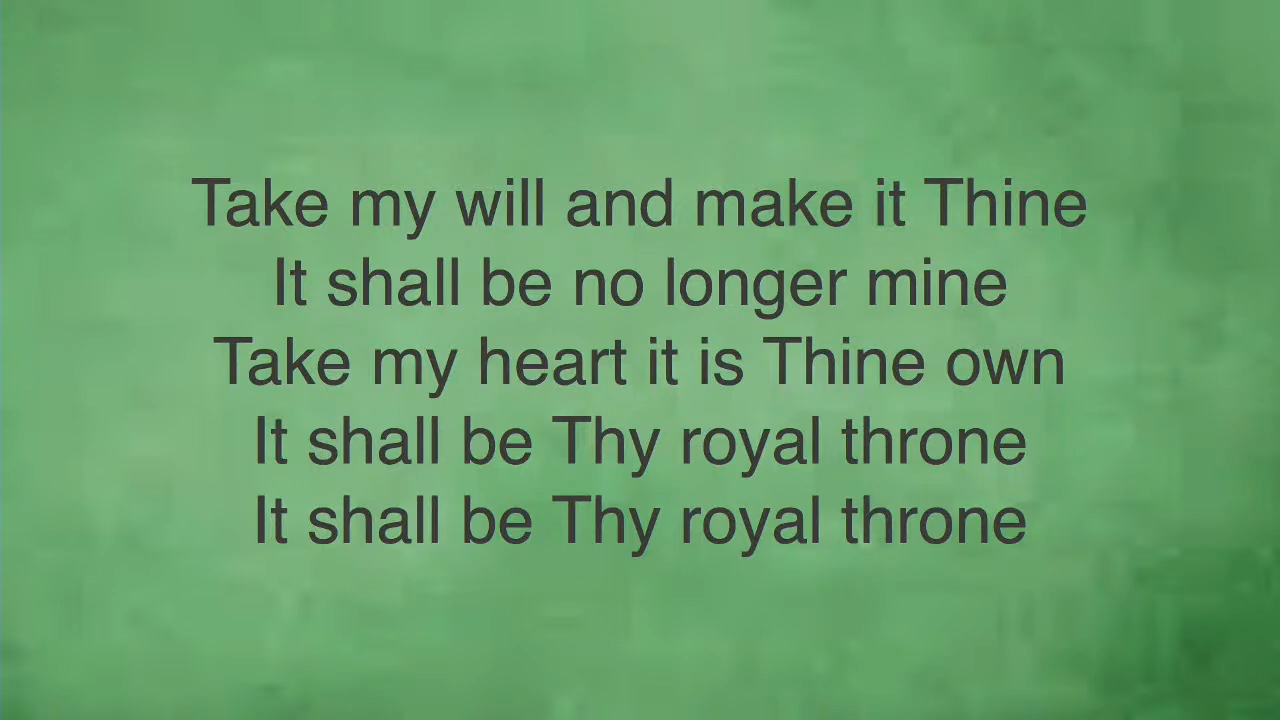 Take my will and make it Thine
It shall be no longer mine
Take my heart it is Thine own
It shall be Thy royal throne
It shall be Thy royal throne